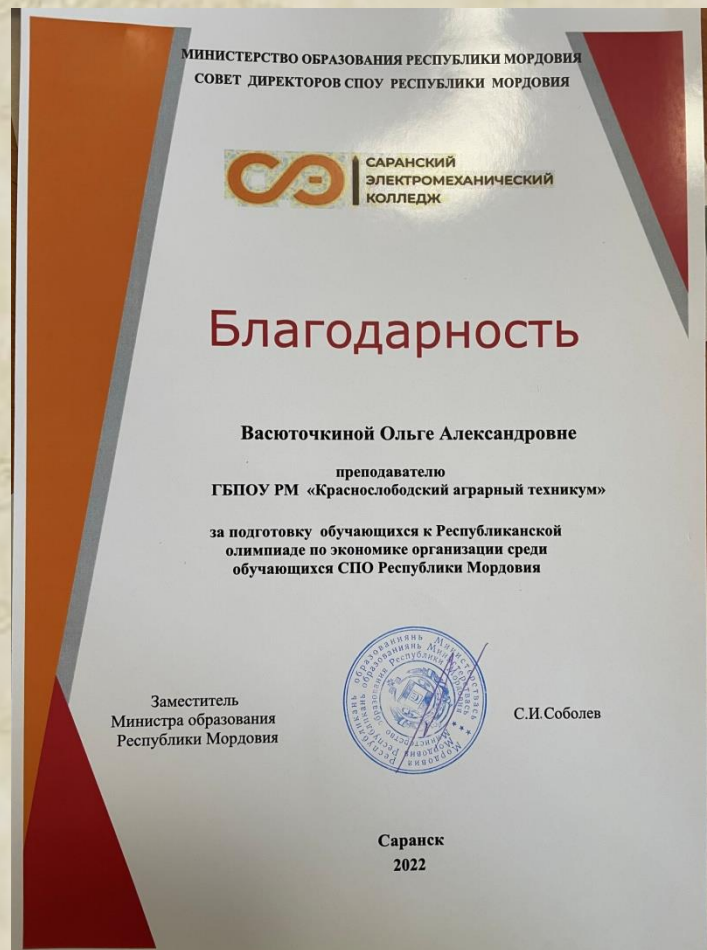 МИНИСТЕРСТВО ОБРАЗОВАНИЯ РЕСПУБЛИКИ МОРДОВИЯ
СОВЕТ ДИРЕКТОРОВ СПОУ РЕСПУБЛИКИ МОРДОВИЯ
СЭ
САРАНСКИЙ
ЭЛЕКТРОМЕХАНИЧЕСКИЙ
КОЛЛЕДЖ
Благодарность
Васюточкиной Ольге Александровне
преподавателю
ГБПОУ РМ «Краснослободский аграрный техникум»
за подготовку обучающихся к Республиканской
олимпиаде по экономике организации среди
обучающихся СПО Республики Мордовия
Заместитель
Министра образования
Республики Мордовия
С.И.Соболев
Саранск
2022